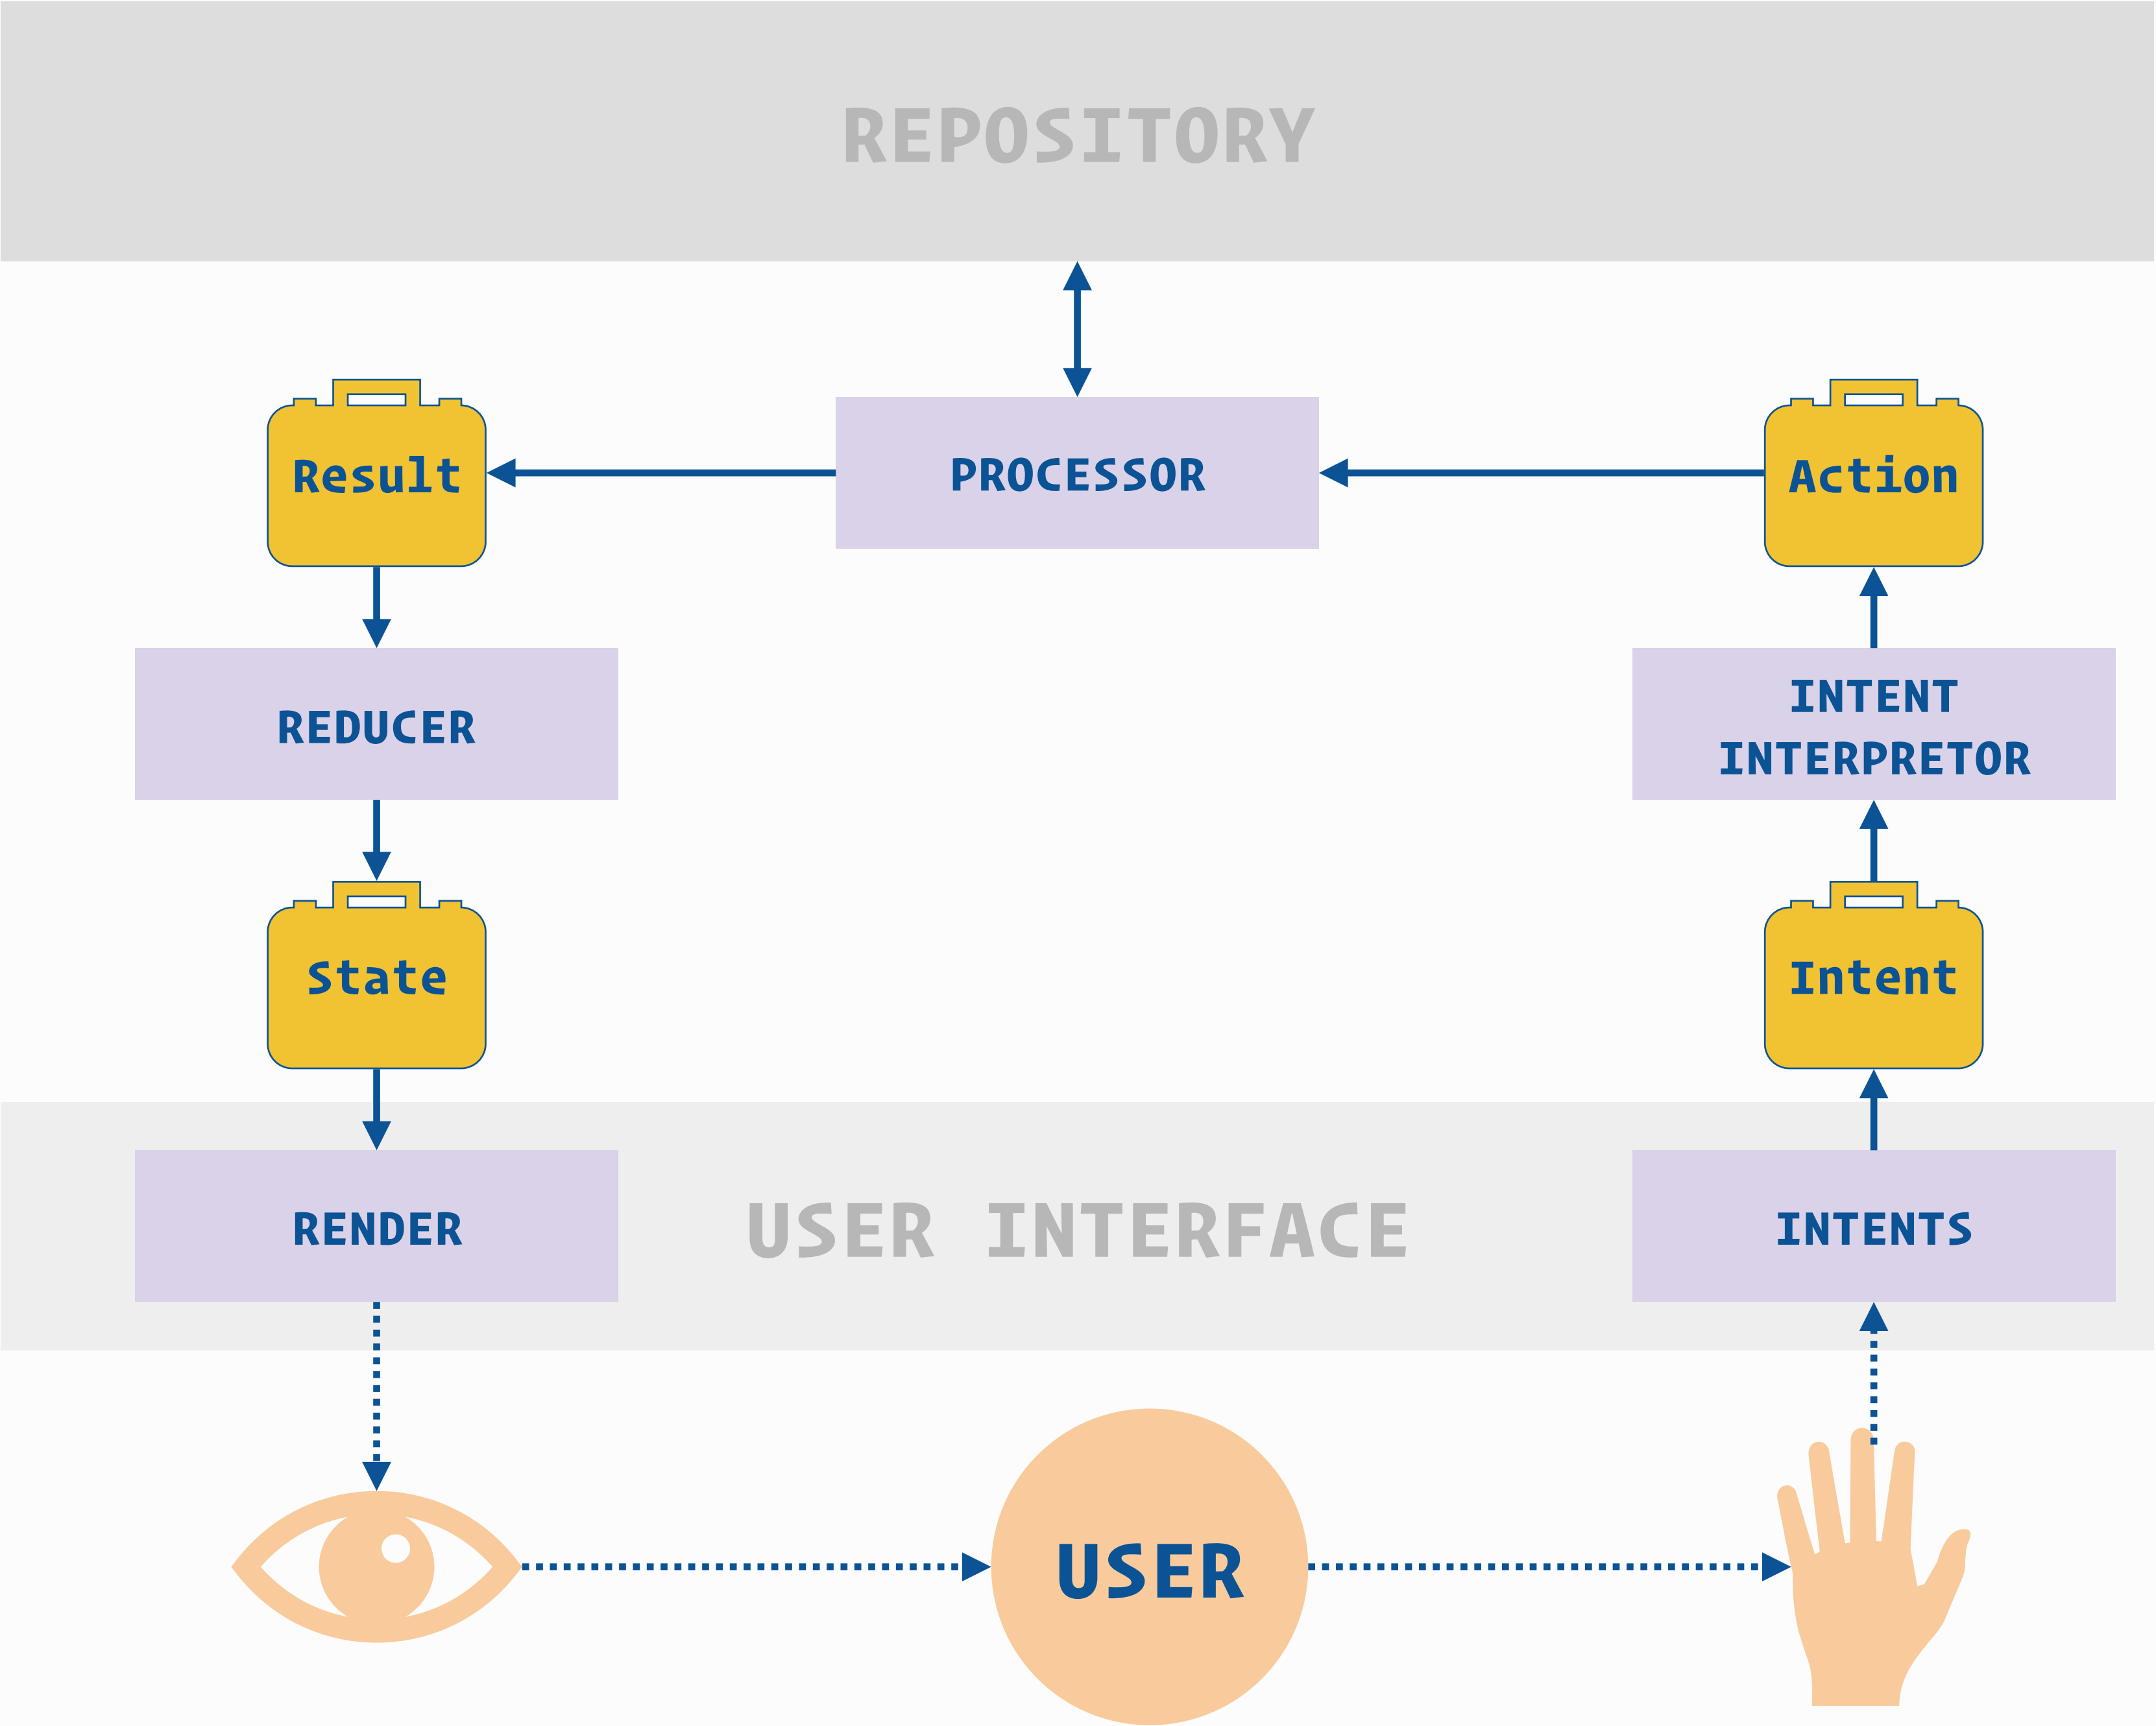 REPOSITORY
Result
PROCESSOR
Action
REDUCER
INTENT
INTERPRETOR
State
Intent
RENDER
USER INTERFACE
INTENTS
USER